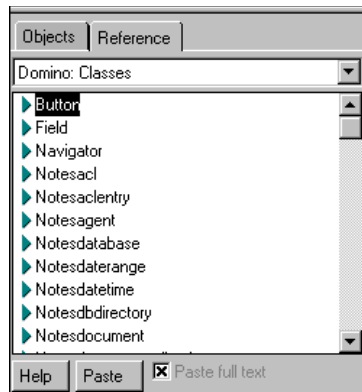 Objects Reference
Domino: Classes
Button
Field
Navigator
Notesacl
Notesaclentry
Notesagent
Notesdatabase
Notesdaterange
Notesdatetime
Notesdbdirectory
Notesdocument
Help Paste Paste full text